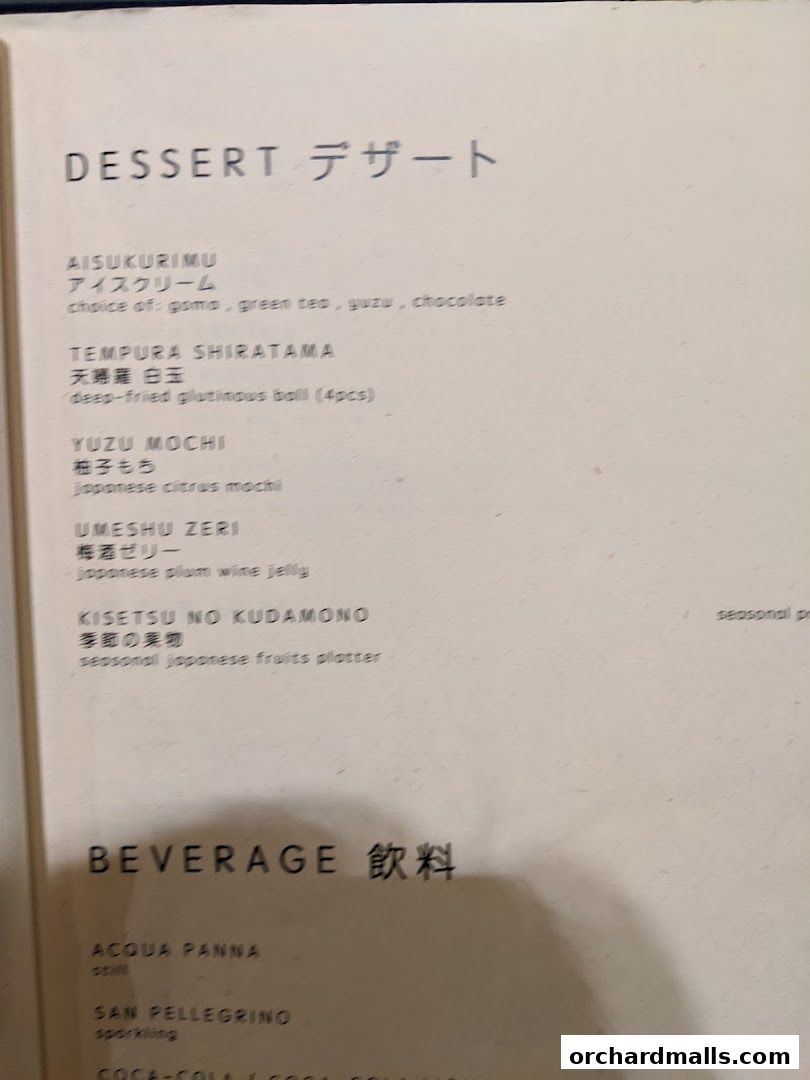 DESSERT デザート
AISUKURIMU
アイスクリーム
choice of: goma , green tea , yuzu , chocolate
TEMPURA SHIRATAMA
天婦羅 白玉
deep-fried glutinous ball (4pcs)
YUZU MOCHI
柚子もち
japanese citrus mochi
UMESHU ZERI
梅酒ゼリー
japanese plum wine jelly
KISETSU NO KUDAMONO
seasonal
季節の果物
seasonal japanese fruits platter
BEVERAGE 飲料
ACQUA PANNA
still
SAN PELLEGRINO
sparkling
COCA-COLA /
orchardmalls.com